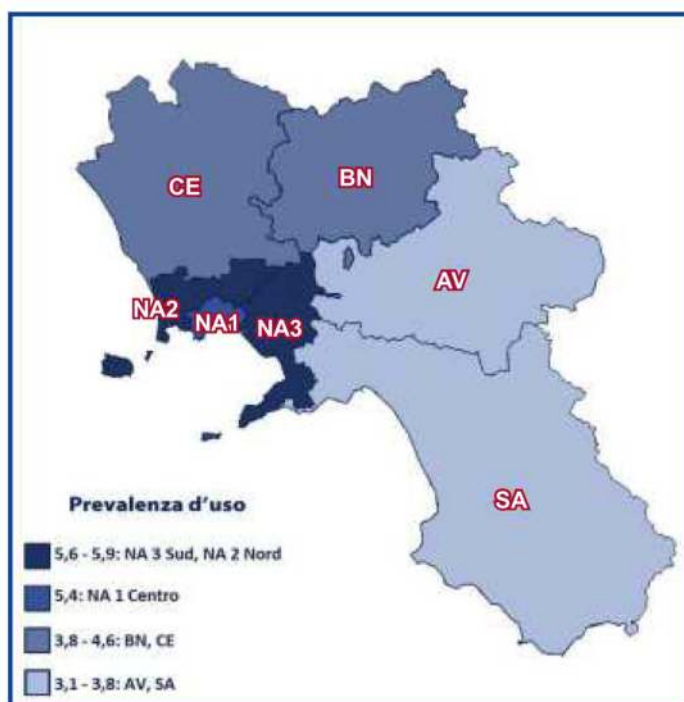 CE
BN
AV
NA2
NA1
NA3
SA
Prevalenza d'uso
5,6 - 5,9: NA 3 Sud, NA 2 Nord
5,4: NA 1 Centro
3,8 - 4,6: BN, CE
3,1 - 3,8: AV, SA